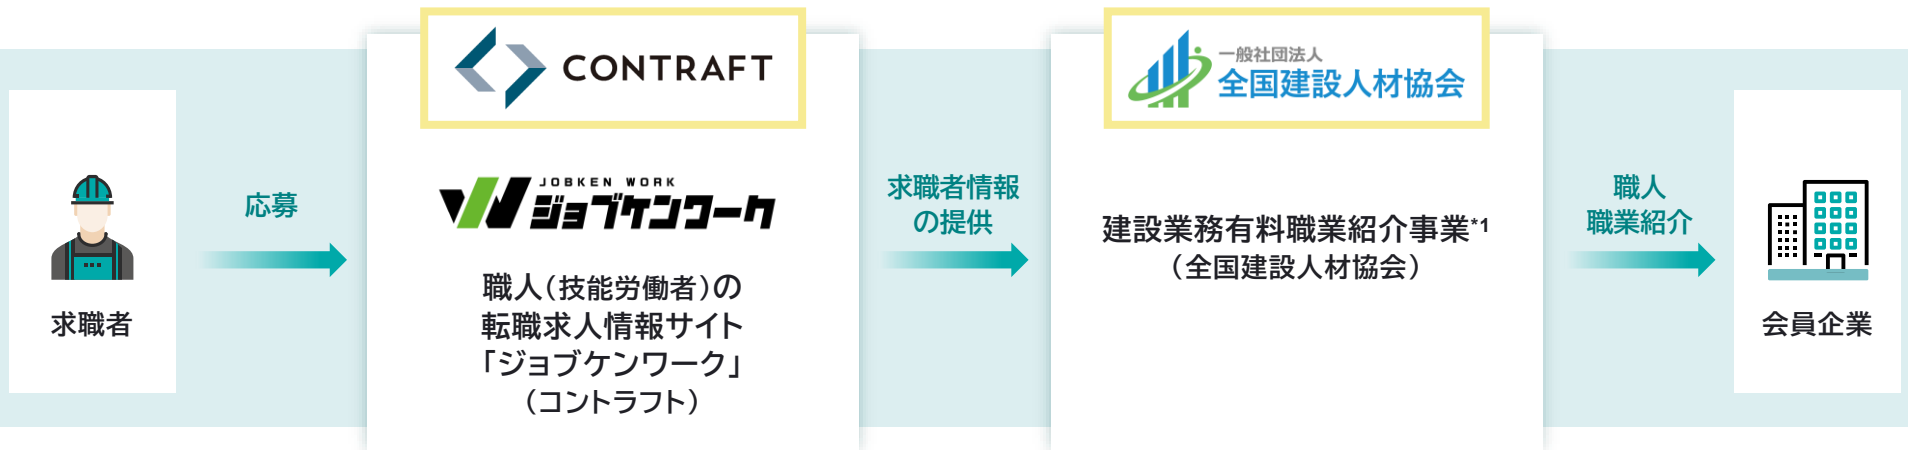 求職者
応募
CONTRAFT
JOBKEN WORK
ジョブケンワーク
職人（技能労働者）の
転職求人情報サイト
「ジョブケンワーク」
（コントラフト）
求職者情報
の提供
一般社団法人
全国建設人材協会
建設業務有料職業紹介事業*1
（全国建設人材協会）
職人
職業紹介
会員企業